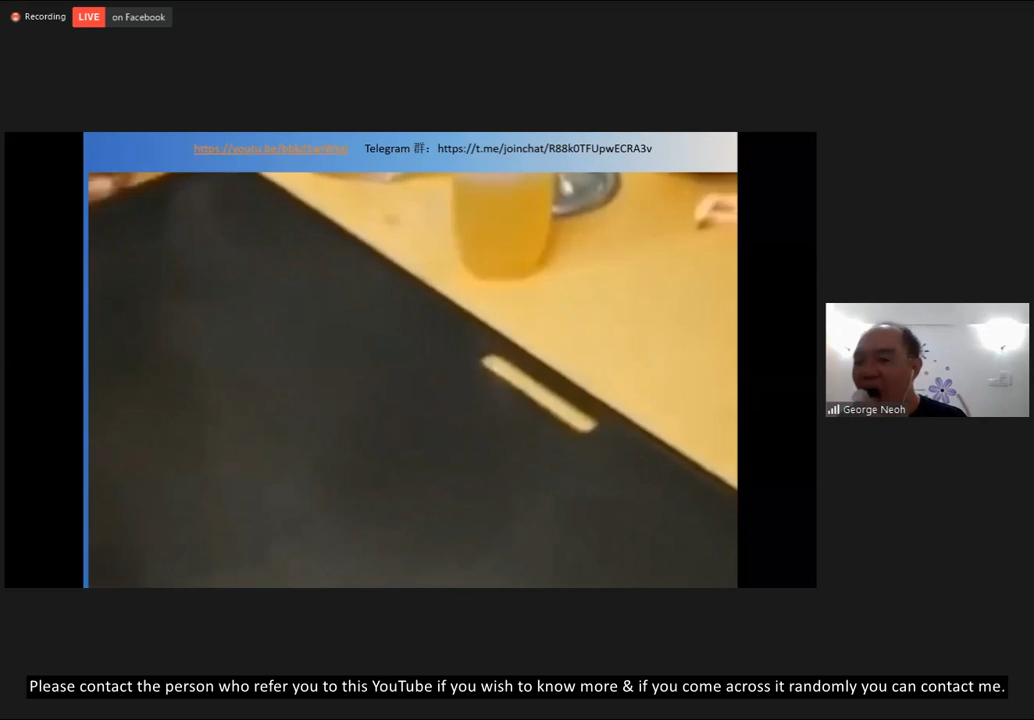 Recording LIVE on Facebook
Telegram 群：https://t.me/joinchat/R88k0TFUpwECRA3v
George Neoh
Please contact the person who refer you to this YouTube if you wish to know more & if you come across it randomly you can contact me.